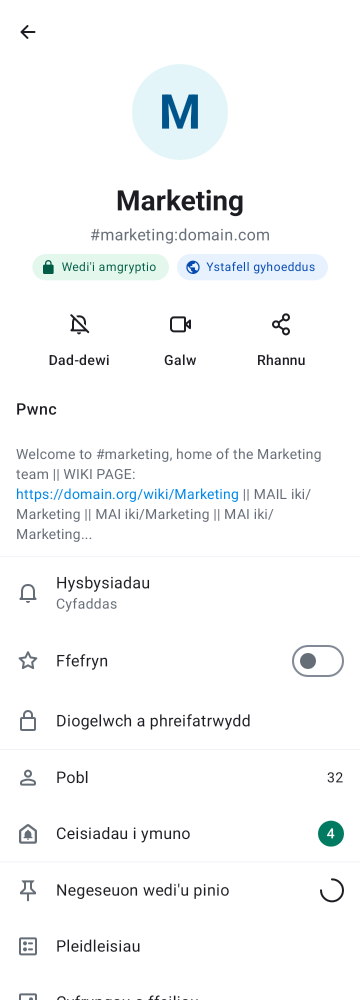 M
Marketing
#marketing:domain.com
Wedi'i amgryptio
Ystafell gyhoeddus
Dad-dewi
Galw
Rhannu
Pwnc
Welcome to #marketing, home of the Marketing
team || WIKI PAGE:
https://domain.org/wiki/Marketing || MAIL iki/
Marketing || MAI iki/Marketing || MAI iki/
Marketing...
Hysbysiadau
Cyfaddas
Ffefryn
Diogelwch a phreifatrwydd
Pobl 32
Ceisiadau i ymuno 4
Negeseuon wedi'u pinio
Pleidleisiau
Cyfryngau a ffeiliau